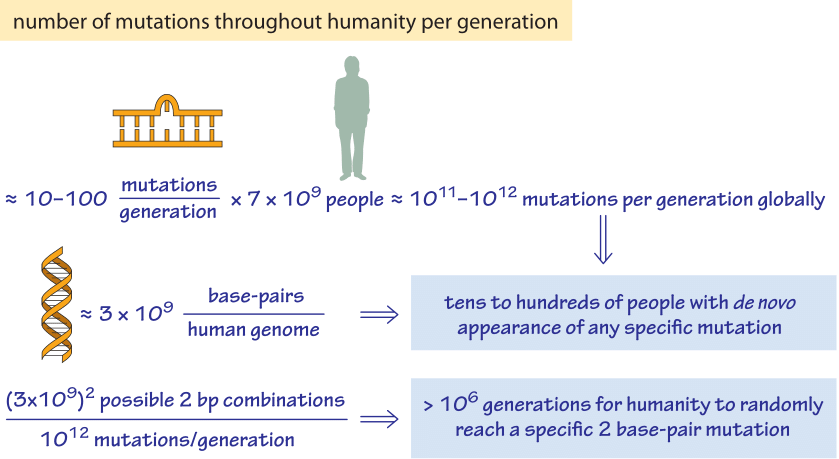 number of mutations throughout humanity per generation
≈ 10–100 mutations/generation × 7 × 10⁹ people ≈ 10¹¹–10¹² mutations per generation globally
≈ 3 × 10⁹ base-pairs/human genome
tens to hundreds of people with de novo
appearance of any specific mutation
(3x10⁹)² possible 2 bp combinations
10¹² mutations/generation
> 10⁶ generations for humanity to randomly
reach a specific 2 base-pair mutation